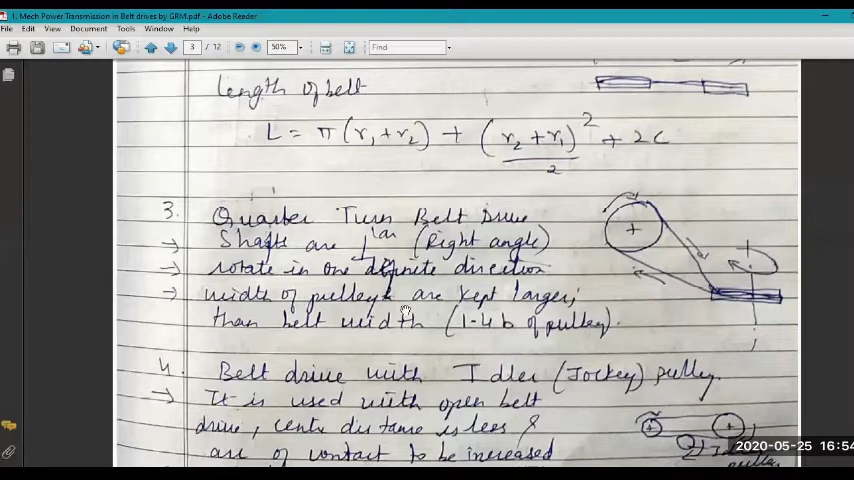 1. Mech Power Transmission in Belt drives by GRM.pdf - Adobe Reader
File Edit View Document Tools Window Help
3 / 12 50% Find
Length of belt
L = π(r₁+r₂) + (r₂+r₁)²/2 + 2C
3. Quarter Turn Belt Drive
→ Shafts are ⊥lar (Right angle)
→ rotate in one definite direction
→ width of pulleys are kept larger,
than belt width (1-4 b of pulley).
4. Belt drive with Idler (Jockey) pulley.
→ It is used with open belt
drive, centre distance is less &
2020-05-25 16:54
arc of contact to be increased
Idler
pulley